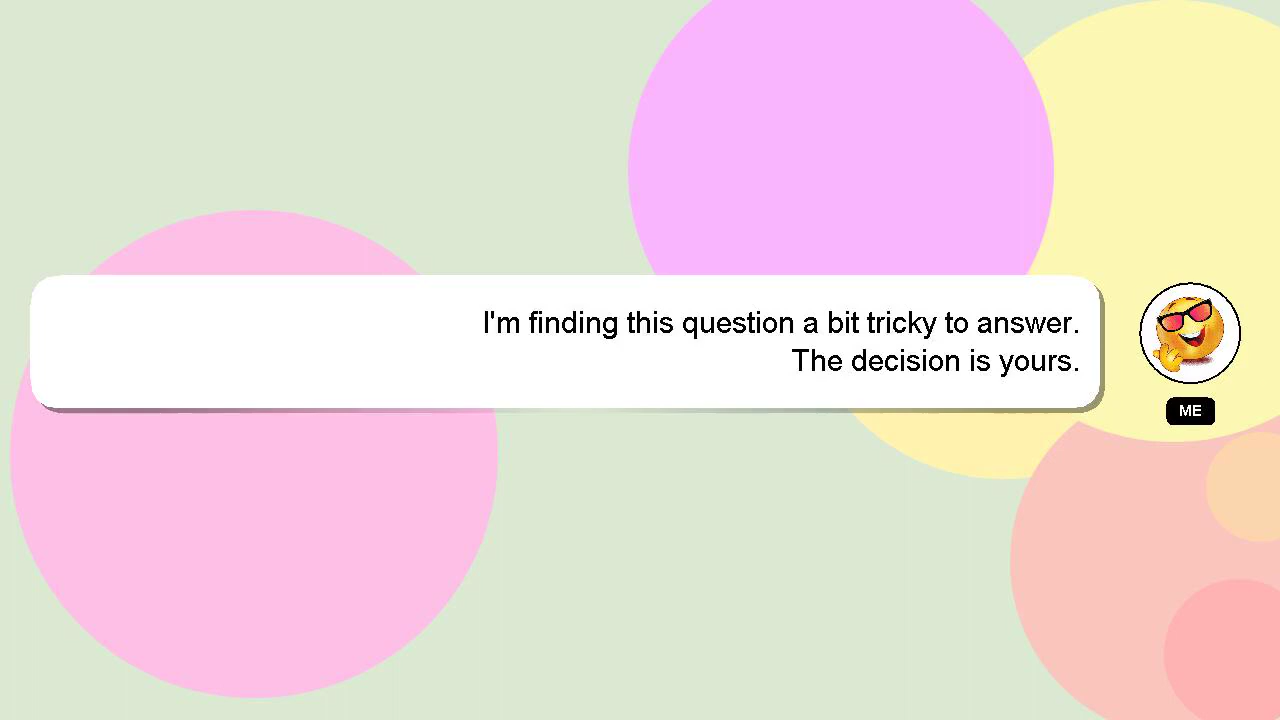 I'm finding this question a bit tricky to answer.
The decision is yours.
ME